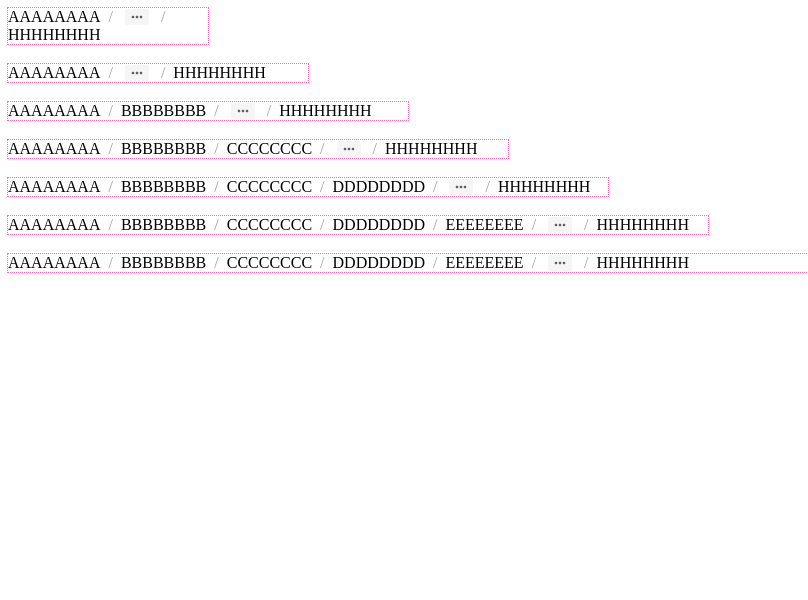 AAAAAAAA / ••• /
HHHHHHHH
AAAAAAAA / ••• / HHHHHHHH
AAAAAAAA / BBBBBBBB / ••• / HHHHHHHH
AAAAAAAA / BBBBBBBB / CCCCCCCC / ••• / HHHHHHHH
AAAAAAAA / BBBBBBBB / CCCCCCCC / DDDDDDDD / ••• / HHHHHHHH
AAAAAAAA / BBBBBBBB / CCCCCCCC / DDDDDDDD / EEEEEEEE / ••• / HHHHHHHH
AAAAAAAA / BBBBBBBB / CCCCCCCC / DDDDDDDD / EEEEEEEE / ••• / HHHHHHHH